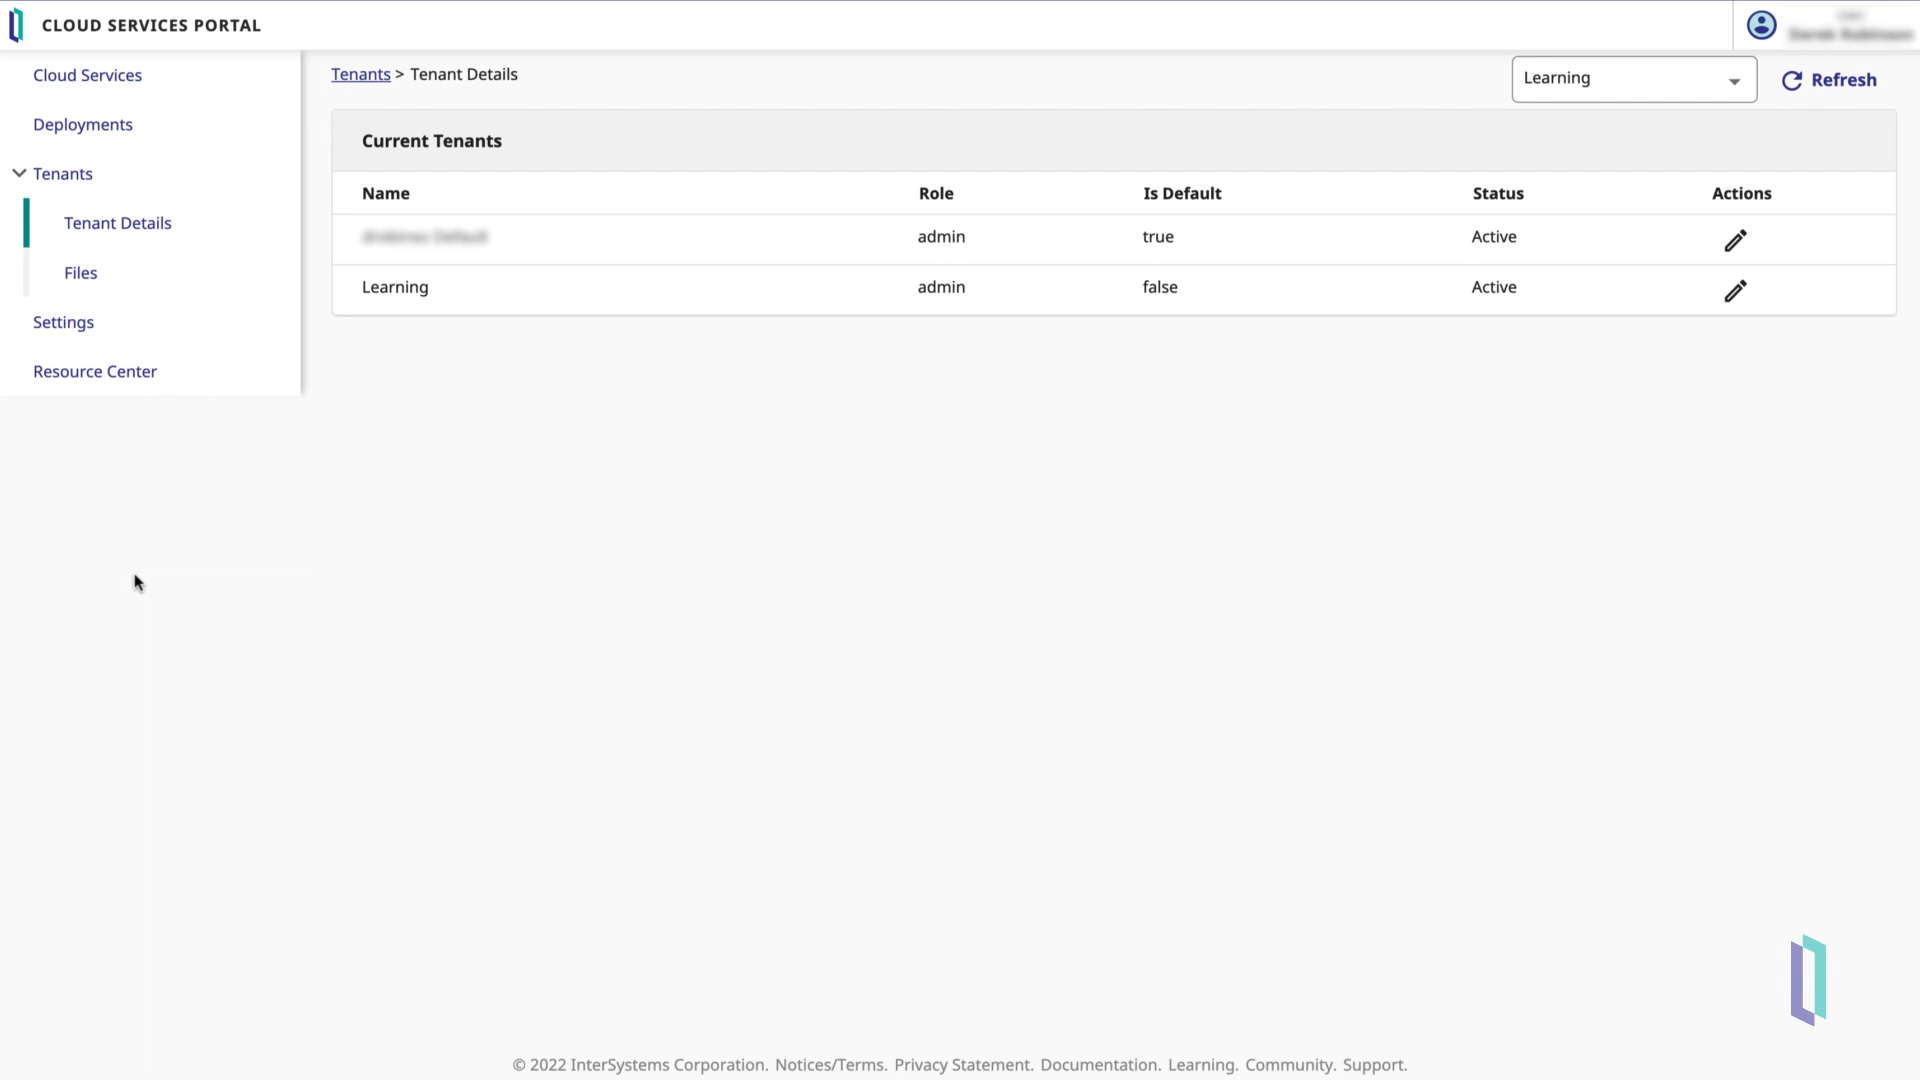 CLOUD SERVICES PORTAL
Cloud Services
Deployments
Tenants
Tenant Details
Files
Settings
Resource Center
Tenants > Tenant Details
Learning
Refresh
Current Tenants
Name Role Is Default Status Actions
admin true Active
Learning admin false Active
© 2022 InterSystems Corporation. Notices/Terms. Privacy Statement. Documentation. Learning. Community. Support.